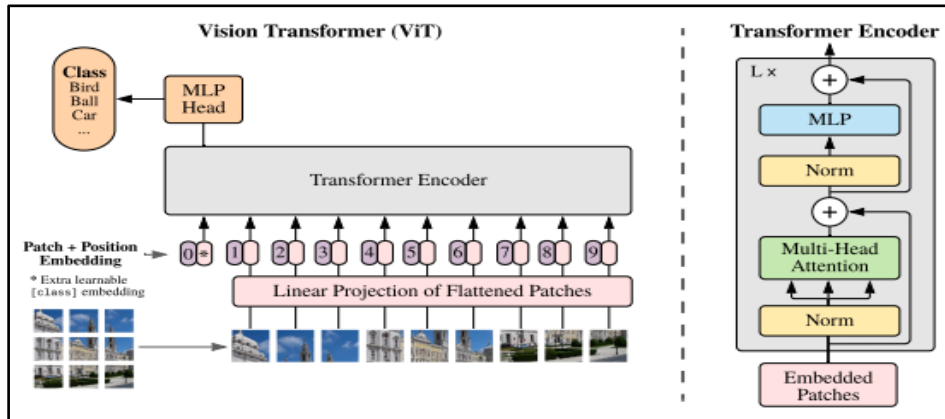 Vision Transformer (ViT)
Class
Bird
Ball
Car
...
MLP
Head
Transformer Encoder
Patch + Position
Embedding
* Extra learnable
[class] embedding
0 * 1 2 3 4 5 6 7 8 9
Linear Projection of Flattened Patches
Transformer Encoder
L ×
+
MLP
Norm
+
Multi-Head
Attention
Norm
Embedded
Patches